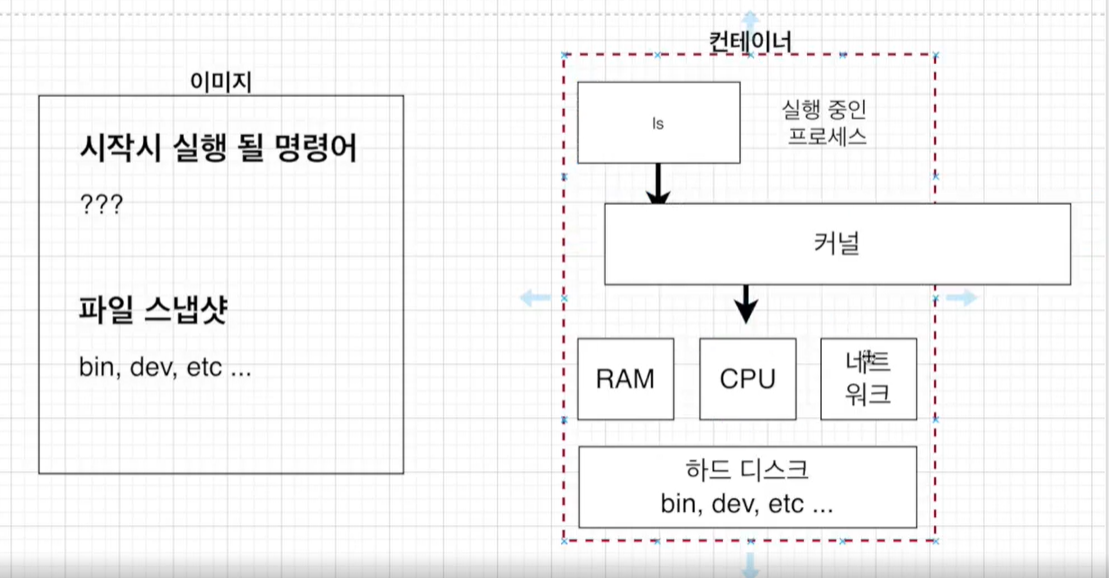 이미지
시작시 실행 될 명령어
???
파일 스냅샷
bin, dev, etc ...
컨테이너
ls
실행 중인
프로세스
커널
RAM
CPU
네트
워크
하드 디스크
bin, dev, etc ...